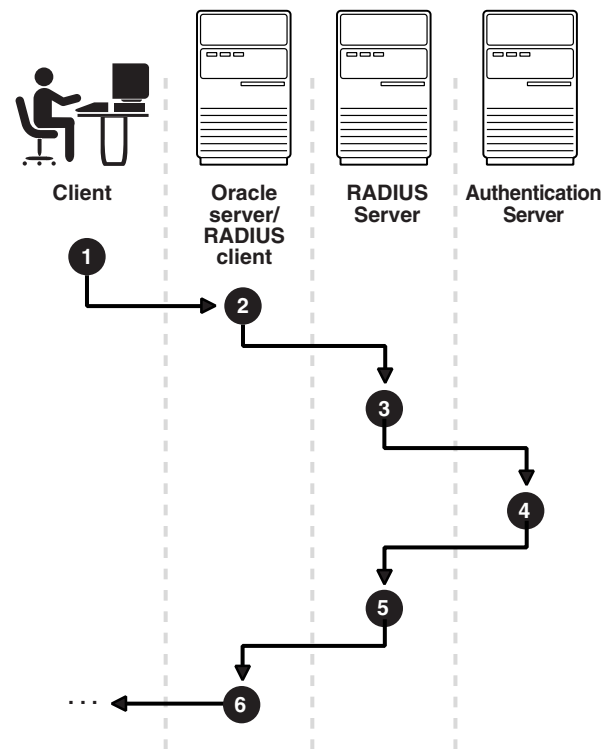 Client
Oracle
server/
RADIUS
client
RADIUS
Server
Authentication
Server
1
2
3
4
5
6
. . .